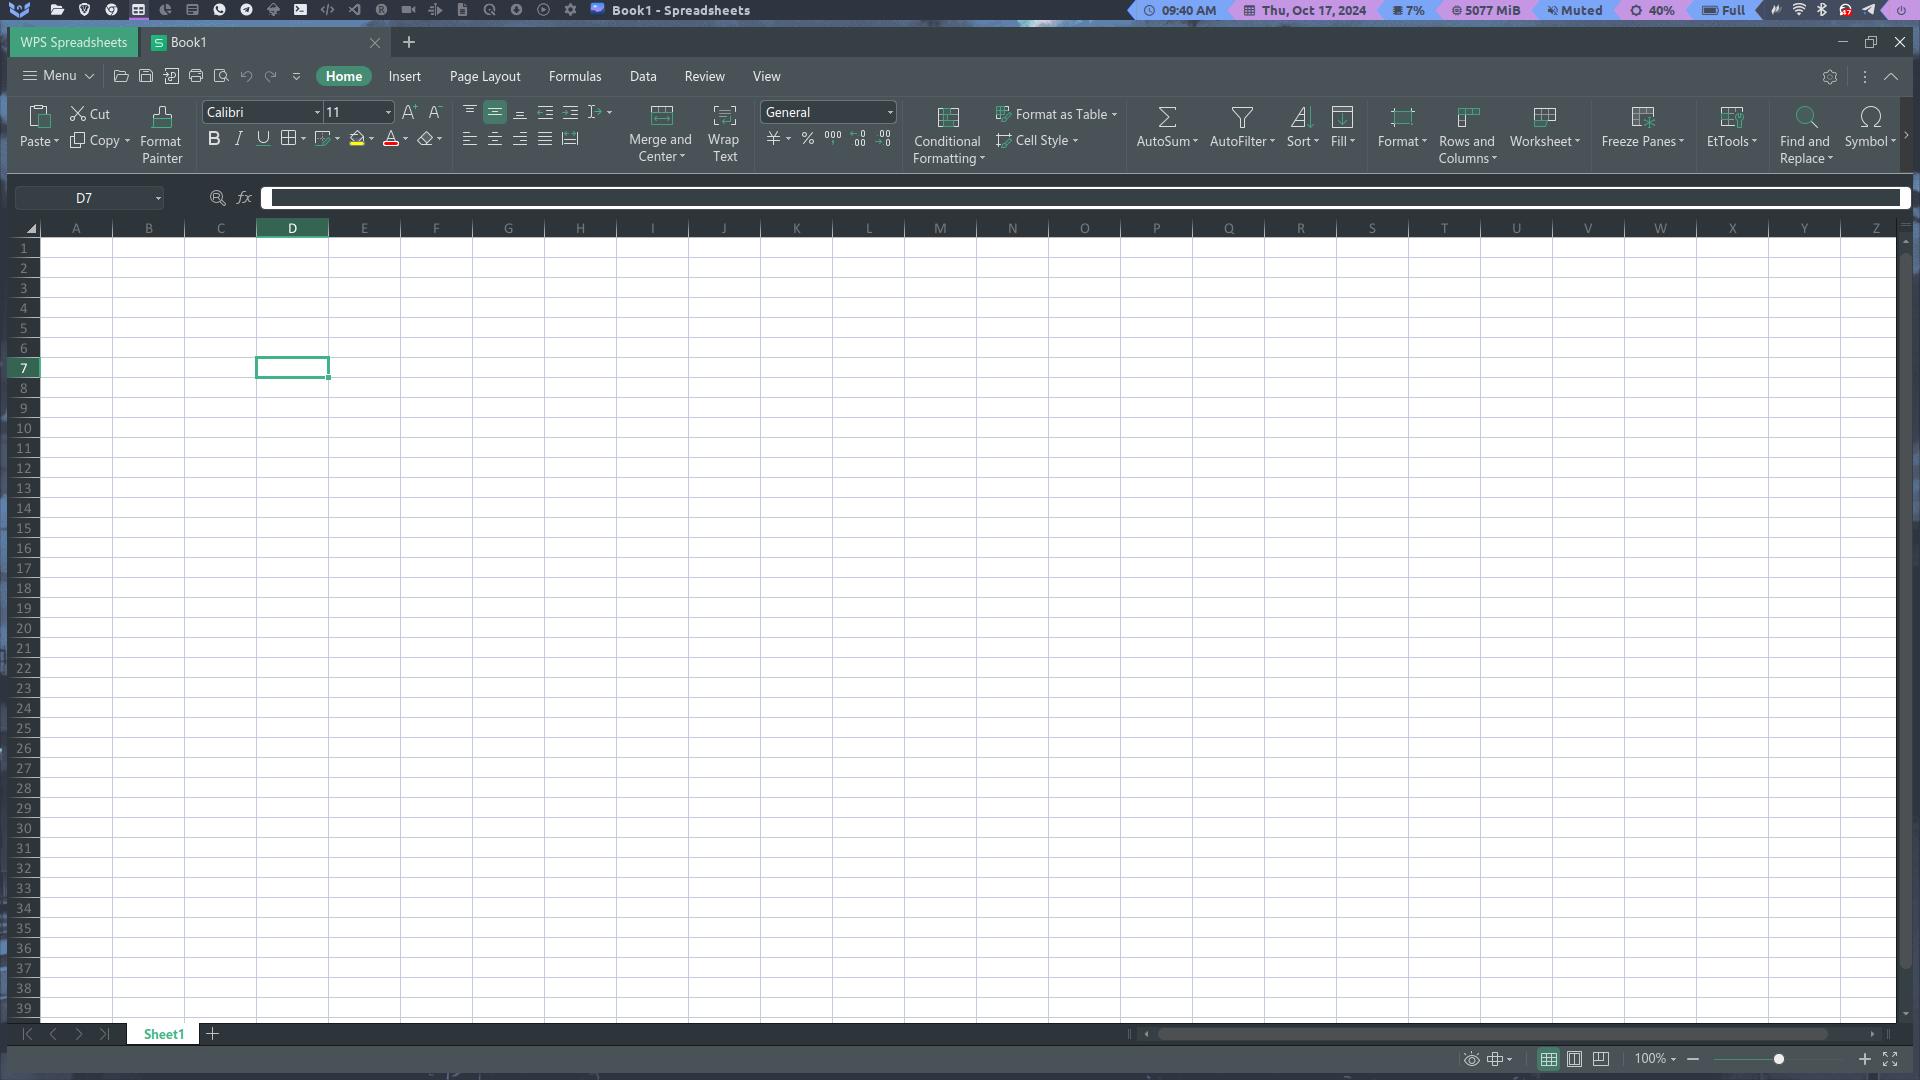 Book1 - Spreadsheets
09:40 AM
Thu, Oct 17, 2024
7%
5077 MiB
Muted
40%
Full
WPS Spreadsheets
Book1
Menu
Home
Insert
Page Layout
Formulas
Data
Review
View
Paste
Cut
Copy
Format Painter
Calibri
11
General
Merge and Center
Wrap Text
Conditional Formatting
Format as Table
Cell Style
AutoSum
AutoFilter
Sort
Fill
Format
Rows and Columns
Worksheet
Freeze Panes
EtTools
Find and Replace
Symbol
D7
fx
A B C D E F G H I J K L M N O P Q R S T U V W X Y Z
1
2
3
4
5
6
7
8
9
10
11
12
13
14
15
16
17
18
19
20
21
22
23
24
25
26
27
28
29
30
31
32
33
34
35
36
37
38
39
Sheet1
100%